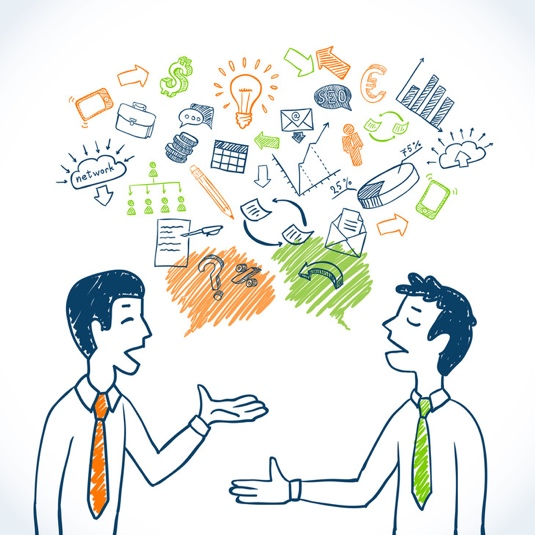 $
€
SEO
75%
network
25%
? %